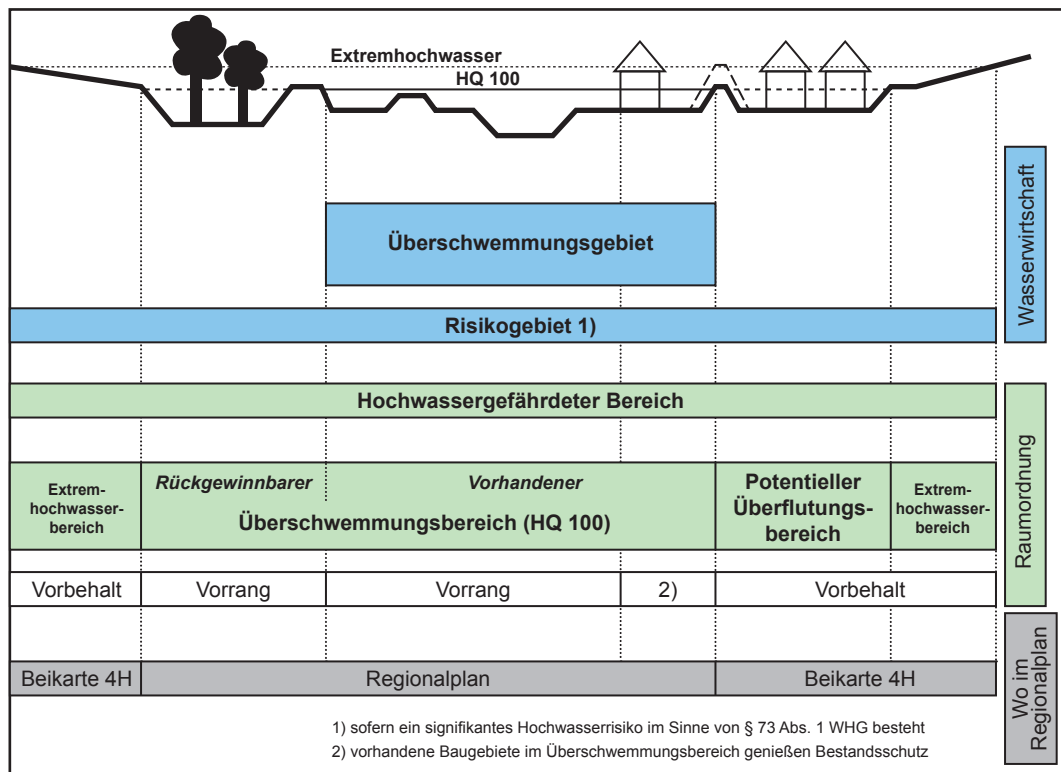 Extremhochwasser
HQ 100
Überschwemmungsgebiet
Wasserwirtschaft
Risikogebiet 1)
Hochwassergefährdeter Bereich
Raumordnung
Extrem-
hochwasser-
bereich
Rückgewinnbarer
Vorhandener
Überschwemmungsbereich (HQ 100)
Potentieller
Überflutungs-
bereich
Extrem-
hochwasser-
bereich
Vorbehalt
Vorrang
Vorrang
2)
Vorbehalt
Beikarte 4H
Regionalplan
Beikarte 4H
Wo im
Regionalplan
1) sofern ein signifikantes Hochwasserrisiko im Sinne von § 73 Abs. 1 WHG besteht
2) vorhandene Baugebiete im Überschwemmungsbereich genießen Bestandsschutz